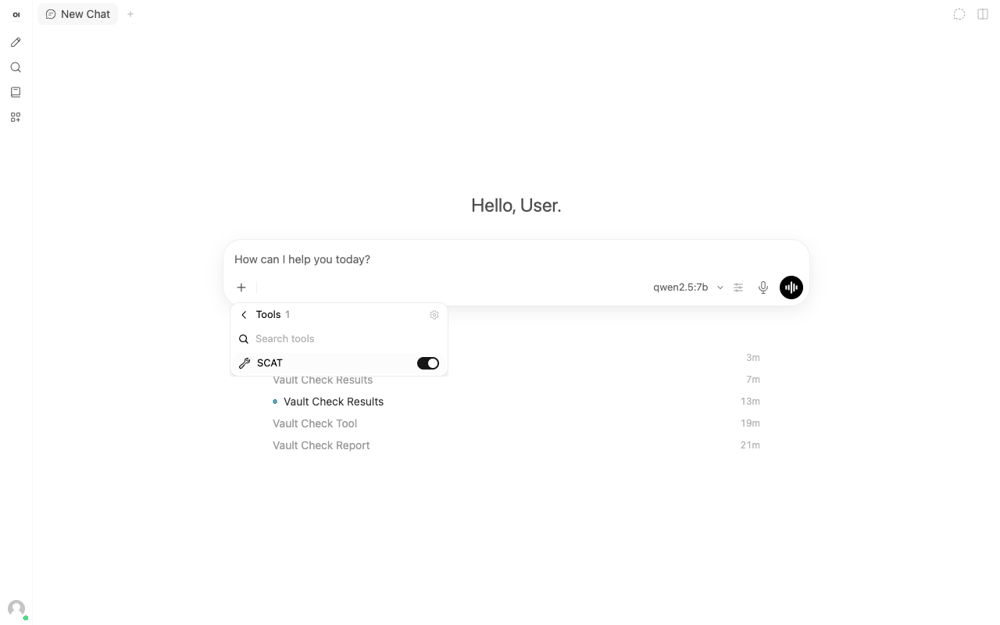 OI
New Chat
Hello, User.
How can I help you today?
qwen2.5:7b
Tools 1
Search tools
SCAT
3m
Vault Check Results 7m
Vault Check Results 13m
Vault Check Tool 19m
Vault Check Report 21m